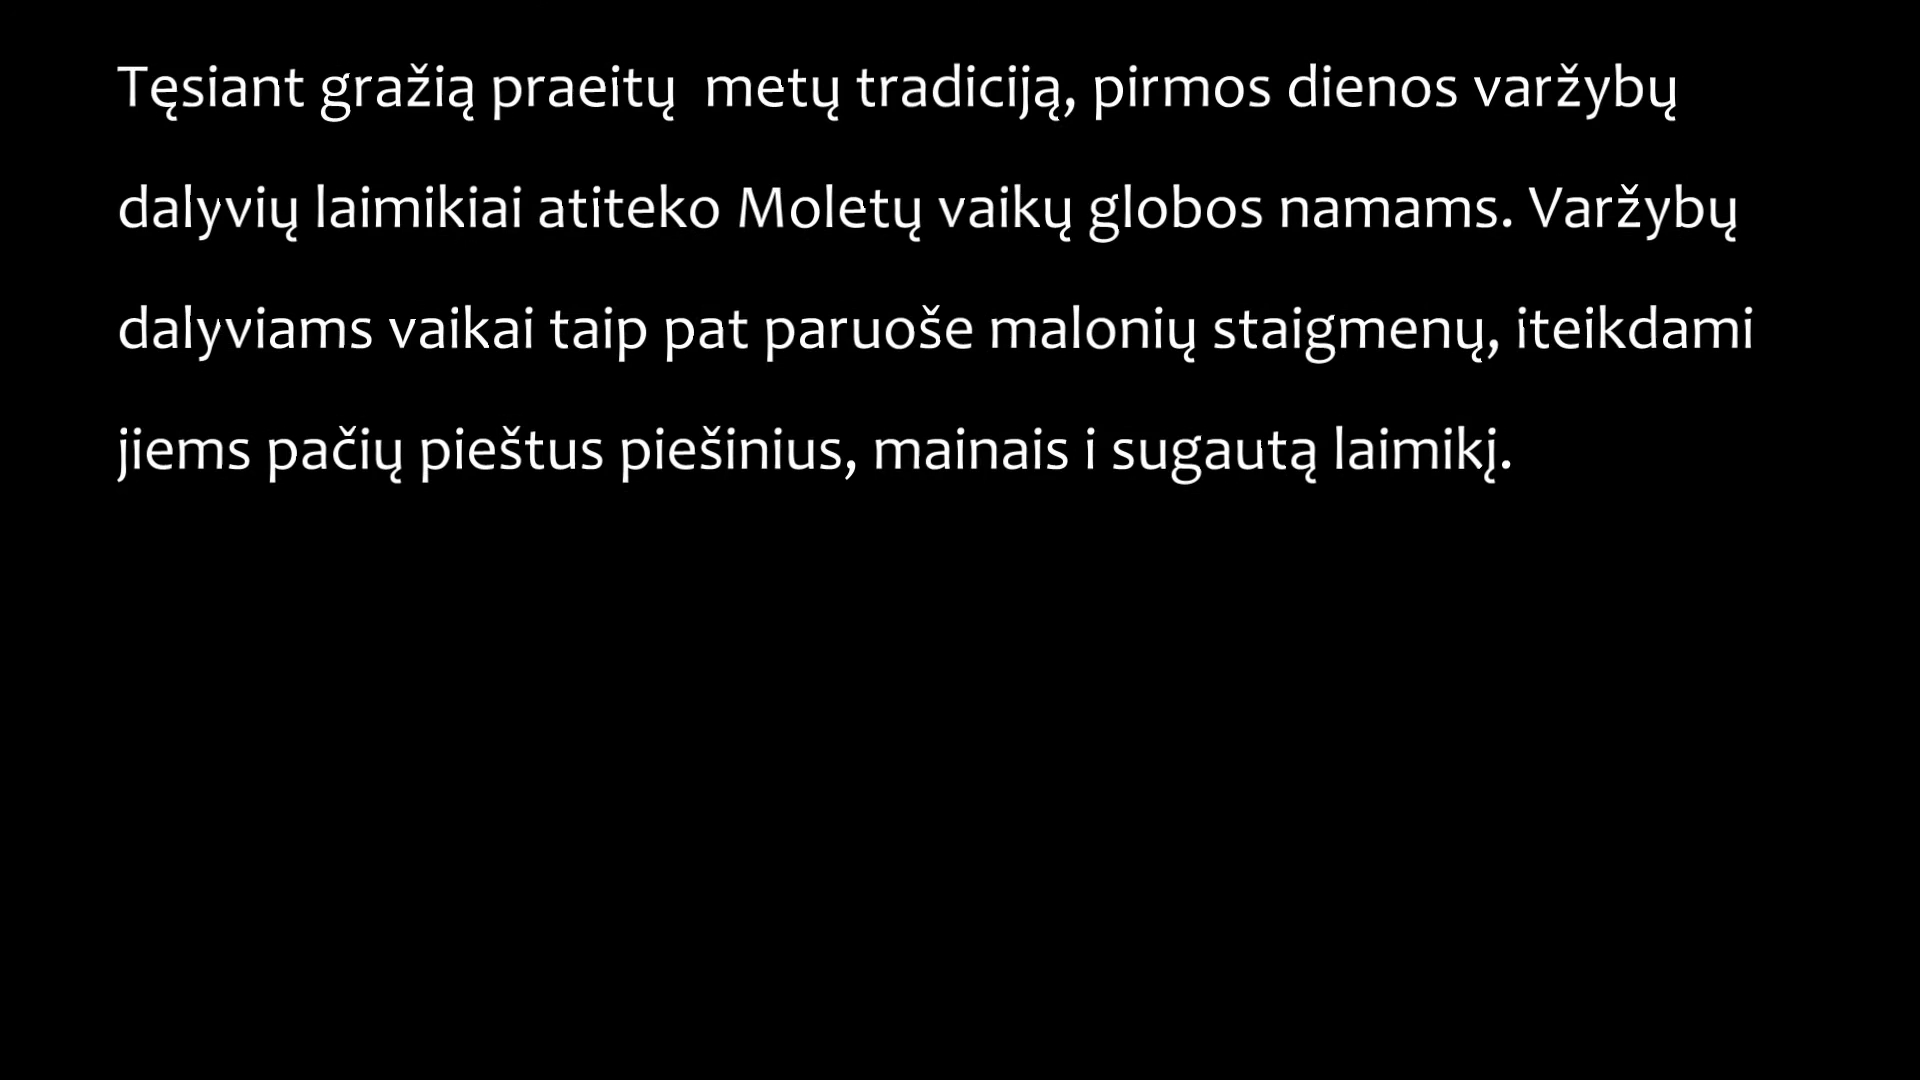 Tęsiant gražią praeitų  metų tradiciją, pirmos dienos varžybų
dalyvių laimikiai atiteko Moletų vaikų globos namams. Varžybų
dalyviams vaikai taip pat paruoše malonių staigmenų, iteikdami
jiems pačių pieštus piešinius, mainais i sugautą laimikį.